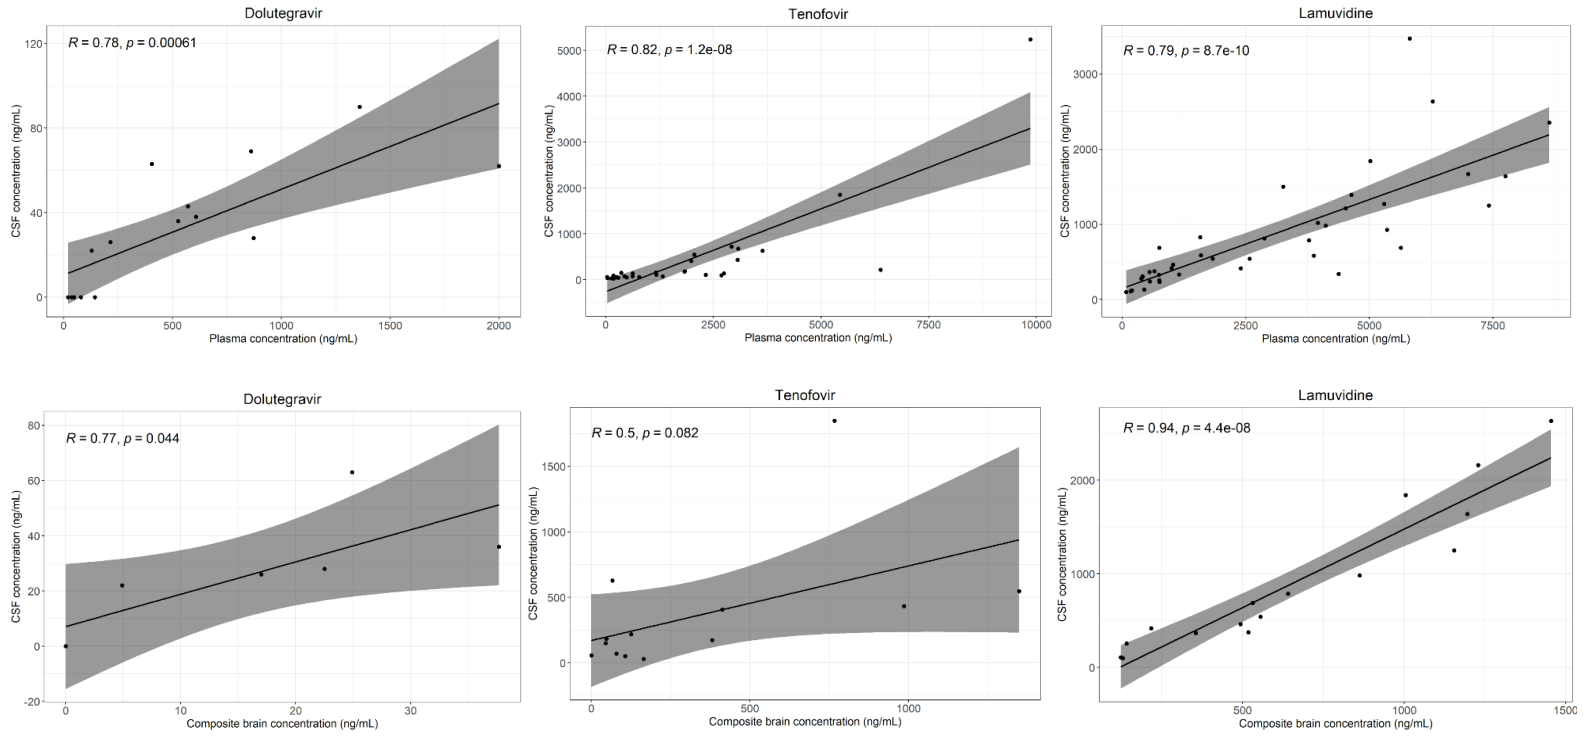 Dolutegravir
R = 0.78, p = 0.00061
CSF concentration (ng/mL)
120
80
40
0
0 500 1000 1500 2000
Plasma concentration (ng/mL)
Tenofovir
R = 0.82, p = 1.2e-08
CSF concentration (ng/mL)
5000
4000
3000
2000
1000
0
0 2500 5000 7500 10000
Plasma concentration (ng/mL)
Lamuvidine
R = 0.79, p = 8.7e-10
CSF concentration (ng/mL)
3000
2000
1000
0
0 2500 5000 7500
Plasma concentration (ng/mL)
Dolutegravir
R = 0.77, p = 0.044
CSF concentration (ng/mL)
80
60
40
20
0
-20
0 10 20 30
Composite brain concentration (ng/mL)
Tenofovir
R = 0.5, p = 0.082
CSF concentration (ng/mL)
1500
1000
500
0
0 500 1000
Composite brain concentration (ng/mL)
Lamuvidine
R = 0.94, p = 4.4e-08
CSF concentration (ng/mL)
2000
1000
0
500 1000 1500
Composite brain concentration (ng/mL)